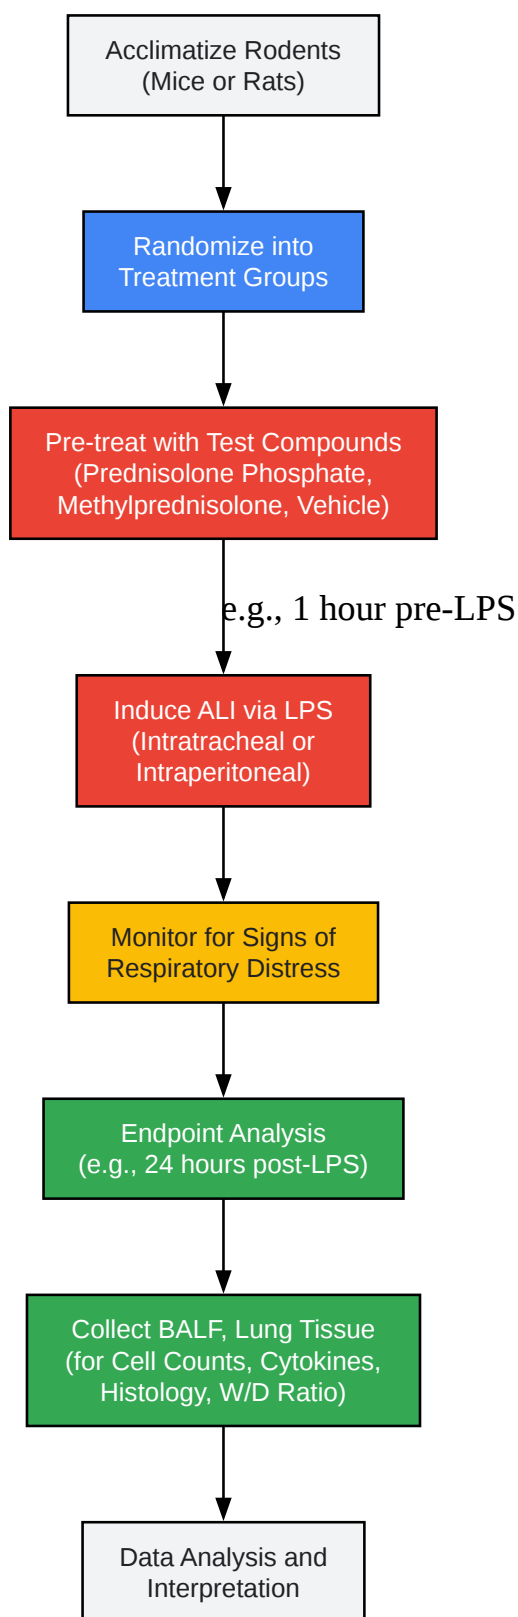 Acclimatize Rodents
(Mice or Rats)
Randomize into
Treatment Groups
Pre-treat with Test Compounds
(Prednisolone Phosphate,
Methylprednisolone, Vehicle)
e.g., 1 hour pre-LPS
Induce ALI via LPS
(Intratracheal or
Intraperitoneal)
Monitor for Signs of
Respiratory Distress
Endpoint Analysis
(e.g., 24 hours post-LPS)
Collect BALF, Lung Tissue
(for Cell Counts, Cytokines,
Histology, W/D Ratio)
Data Analysis and
Interpretation